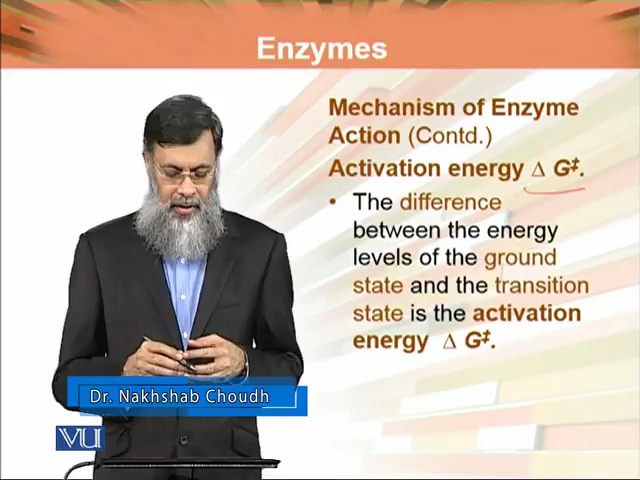 Enzymes
Mechanism of Enzyme
Action (Contd.)
Activation energy Δ G‡.
• The difference
between the energy
levels of the ground
state and the transition
state is the activation
energy Δ G‡.
Dr. Nakhshab Choudh
VU